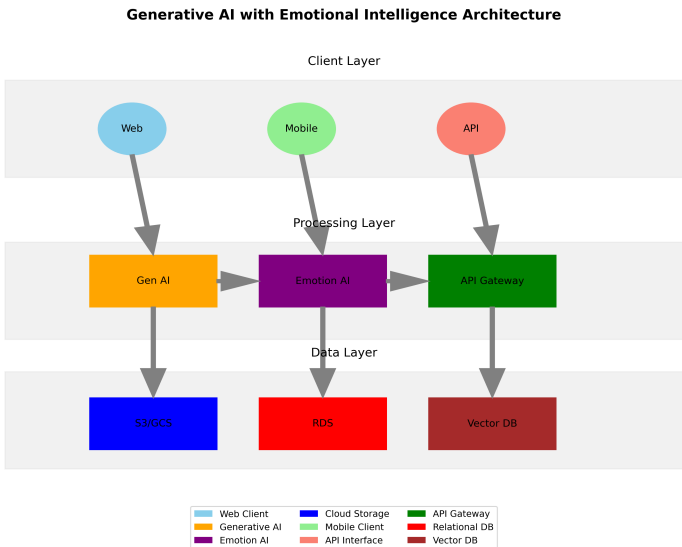 Generative AI with Emotional Intelligence Architecture
Client Layer
Web
Mobile
API
Processing Layer
Gen AI
Emotion AI
API Gateway
Data Layer
S3/GCS
RDS
Vector DB
Web Client
Generative AI
Emotion AI
Cloud Storage
Mobile Client
API Interface
API Gateway
Relational DB
Vector DB